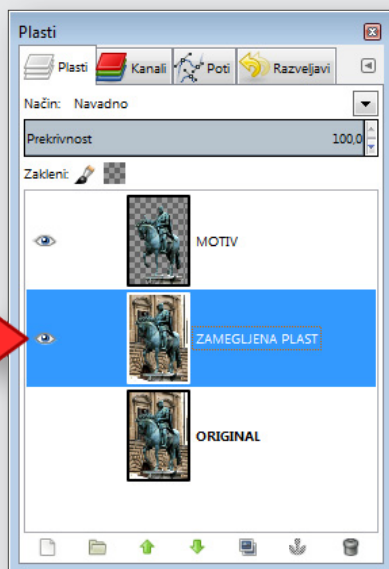 Plasti
Plasti Kanali Poti Razveljavi
Način: Navadno
Prekrivnost 100,0
Zakleni:
MOTIV
ZAMEGLJENA PLAST
ORIGINAL